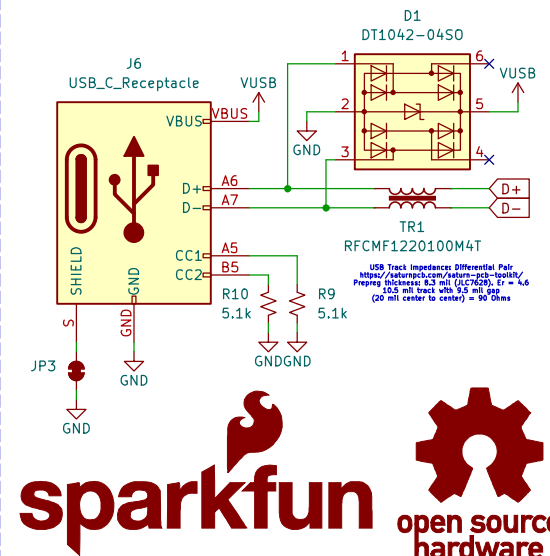 D1
DT1042-04SO
J6
USB_C_Receptacle
1
6
VUSB
VUSB
VBUS
VBUS
2
5
GND
3
4
D+
A6
D+
D-
A7
D-
TR1
RFCMF1220100M4T
CC1
A5
CC2
B5
SHIELD
GND
USB Track Impedance: Differential Pair
https://saturnpcb.com/saturn-pcb-toolkit/
Prepreg thickness: 8.3 mil (JLC7628). Er = 4.6
10.5 mil track with 9.5 mil gap
(20 mil center to center) = 90 Ohms
R10
5.1k
R9
5.1k
S
GND
GND
GND
JP3
GND
GND
sparkfun
open source
hardware